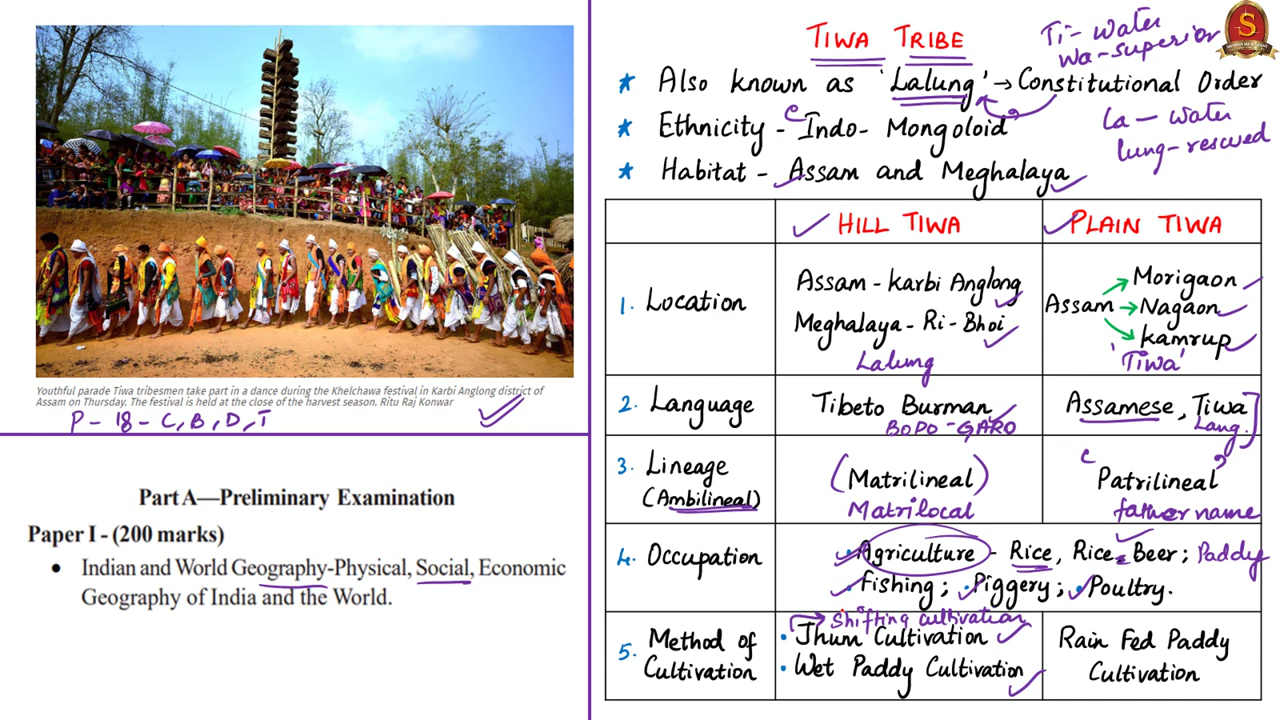 Youthful parade Tiwa tribesmen take part in a dance during the Khelchawa festival in Karbi Anglong district of
Assam on Thursday. The festival is held at the close of the harvest season. Ritu Raj Konwar
P - 18 - C, B, D, T
Part A—Preliminary Examination
Paper I - (200 marks)
• Indian and World Geography-Physical, Social, Economic
Geography of India and the World.
TIWA TRIBE
Ti- water
wa-superior
★ Also known as 'Lalung' → Constitutional Order
★ Ethnicity - Indo-Mongoloid
La - water
lung-rescued
★ Habitat - Assam and Meghalaya
HILL TIWA
PLAIN TIWA
1. Location
Assam-Karbi Anglong
Meghalaya- Ri-Bhoi
Lalung
Assam → Morigaon
→ Nagaon
→ Kamrup
'Tiwa'
2. Language
Tibeto Burman
BODO-GARO
Assamese, Tiwa
Lang.
3. Lineage
(Ambilineal)
(Matrilineal)
Matrilocal
Patrilineal
father name
4. Occupation
• Agriculture - Rice, Rice-Beer; Paddy
• Fishing; • Piggery; • Poultry.
5. Method of
Cultivation
→ Shifting cultivation
• Jhum Cultivation
• Wet Paddy Cultivation
Rain Fed Paddy
Cultivation